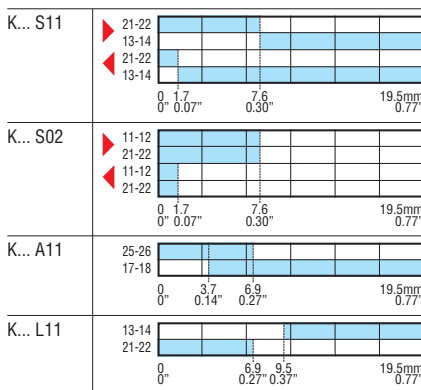 K... S11
21-22
13-14
21-22
13-14
0 1.7 7.6 19.5mm
0" 0.07" 0.30" 0.77"
K... S02
11-12
21-22
11-12
21-22
0 1.7 7.6 19.5mm
0" 0.07" 0.30" 0.77"
K... A11
25-26
17-18
0 3.7 6.9 19.5mm
0" 0.14" 0.27" 0.77"
K... L11
13-14
21-22
0 6.9 9.5 19.5mm
0" 0.27" 0.37" 0.77"